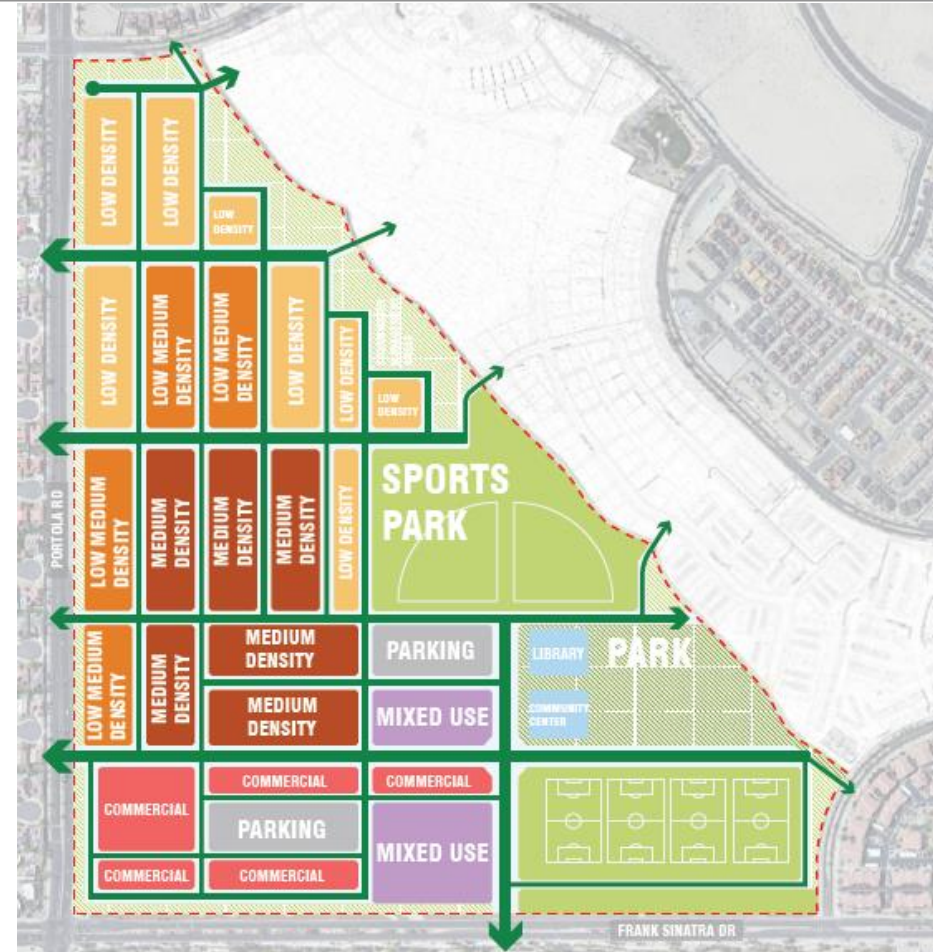 LOW DENSITY
LOW DENSITY
LOW
DENSITY
LOW DENSITY
LOW MEDIUM
DENSITY
LOW MEDIUM
DENSITY
LOW DENSITY
LOW DENSITY
LOW
DENSITY
PORTOLA RD
LOW MEDIUM
DENSITY
MEDIUM
DENSITY
MEDIUM
DENSITY
MEDIUM
DENSITY
LOW DENSITY
SPORTS
PARK
LOW MEDIUM
DENSITY
MEDIUM
DENSITY
MEDIUM
DENSITY
PARKING
LIBRARY
PARK
MEDIUM
DENSITY
MIXED USE
COMMUNITY
CENTER
COMMERCIAL
COMMERCIAL
COMMERCIAL
PARKING
MIXED USE
COMMERCIAL
COMMERCIAL
FRANK SINATRA DR